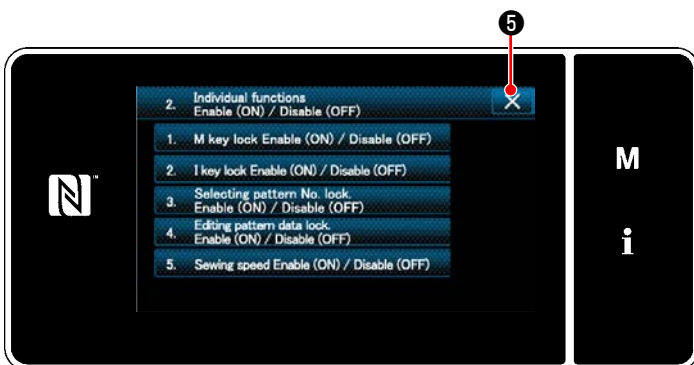 ❺
2. Individual functions
Enable (ON) / Disable (OFF)
X
1. M key lock Enable (ON) / Disable (OFF)
2. I key lock Enable (ON) / Disable (OFF)
3. Selecting pattern No. lock.
Enable (ON) / Disable (OFF)
4. Editing pattern data lock.
Enable (ON) / Disable (OFF)
5. Sewing speed Enable (ON) / Disable (OFF)
N™
M
i